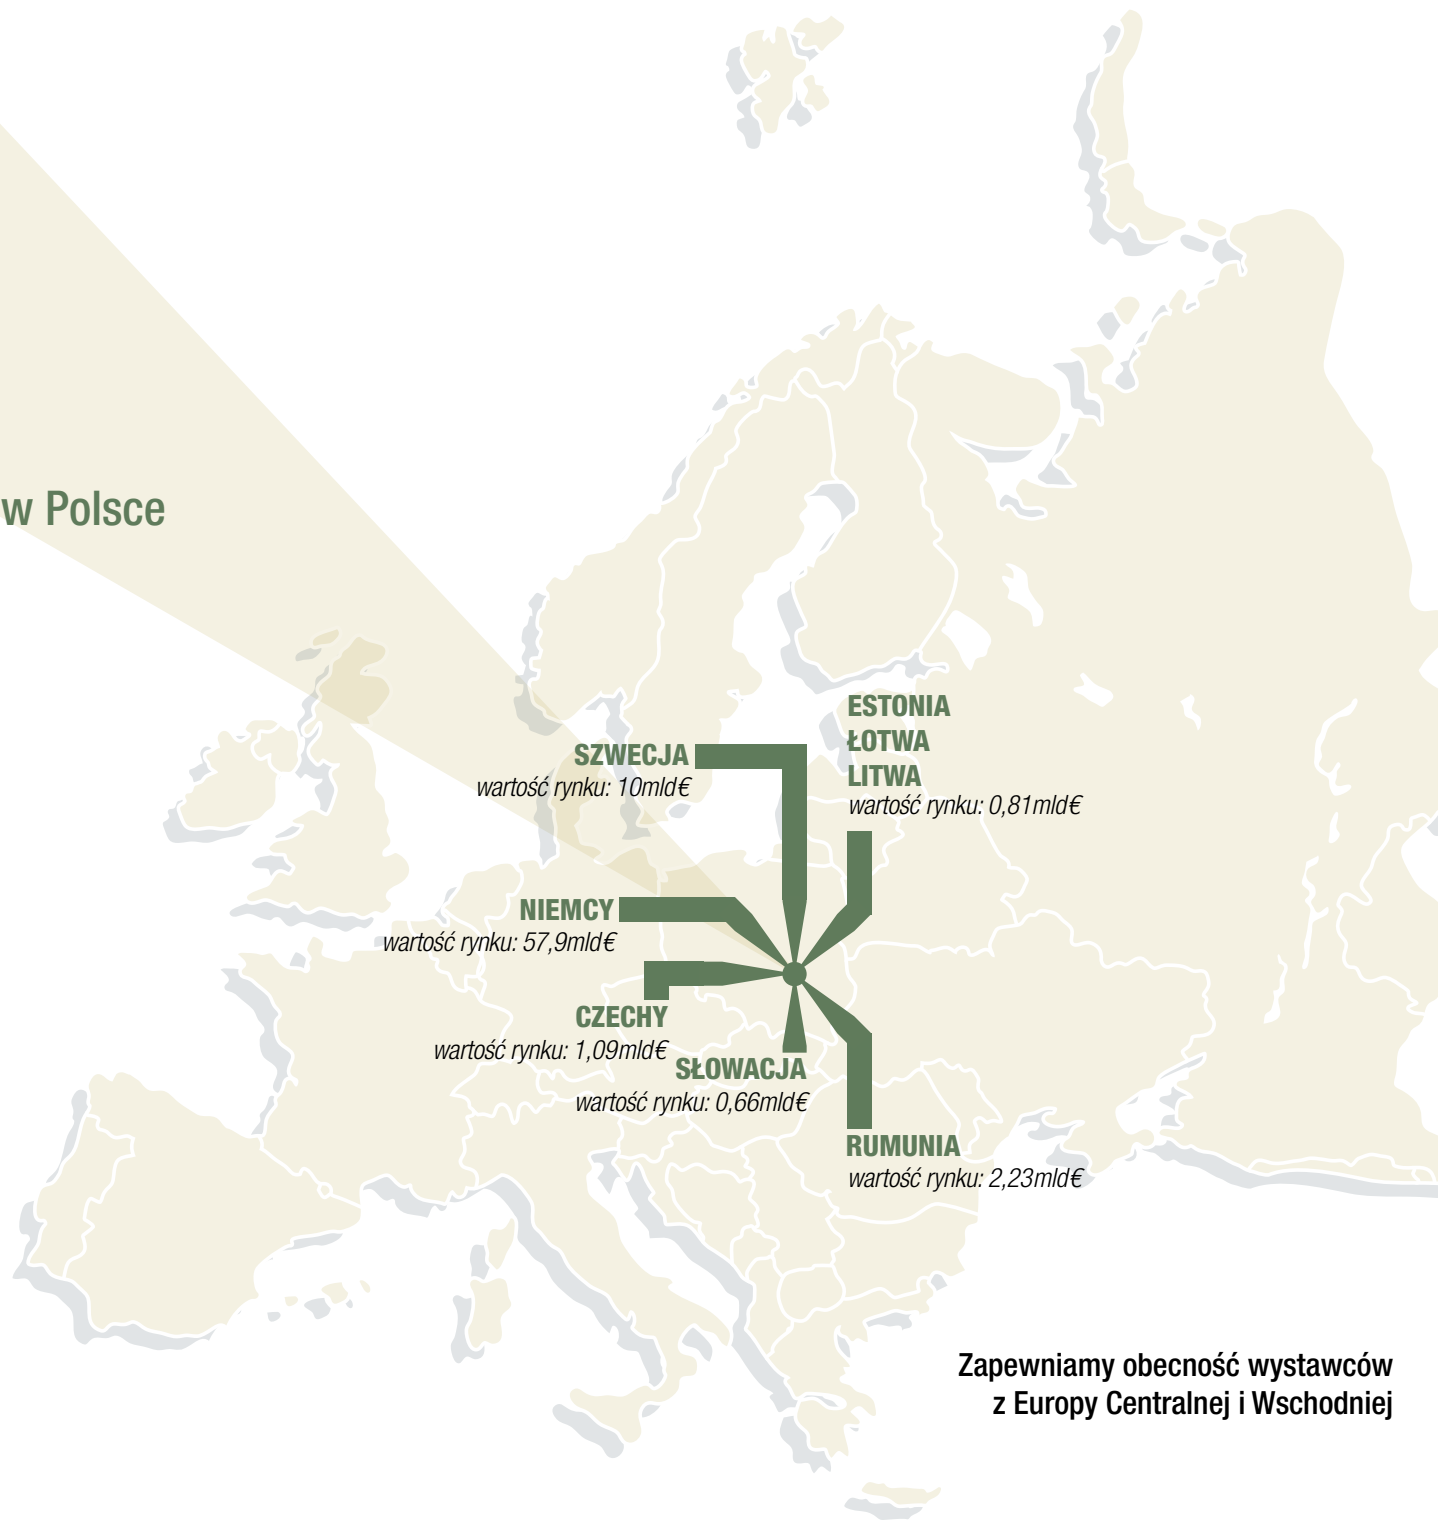 w Polsce
ESTONIA
ŁOTWA
LITWA
wartość rynku: 0,81mld€
SZWECJA
wartość rynku: 10mld€
NIEMCY
wartość rynku: 57,9mld€
CZECHY
wartość rynku: 1,09mld€
SŁOWACJA
wartość rynku: 0,66mld€
RUMUNIA
wartość rynku: 2,23mld€
Zapewniamy obecność wystawców
z Europy Centralnej i Wschodniej